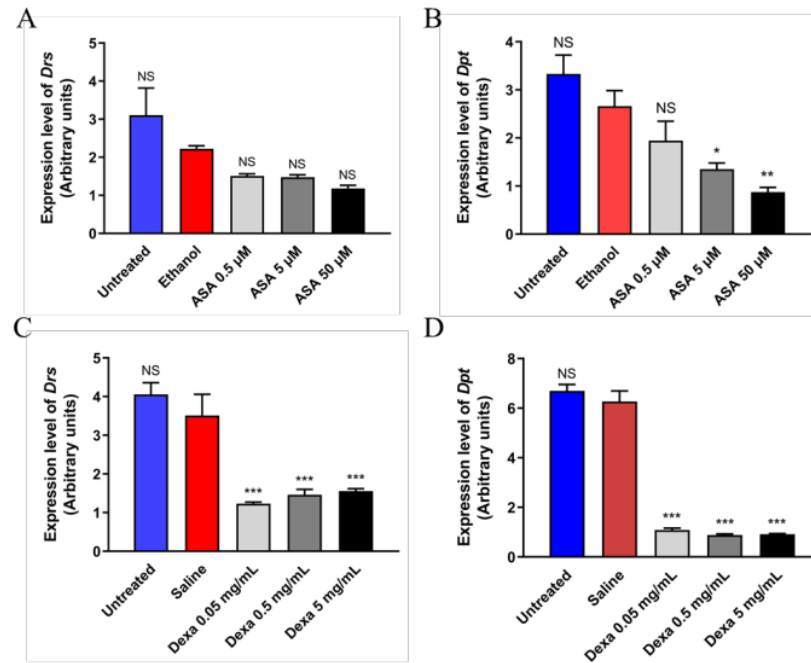 A
Expression level of Drs
(Arbitrary units)
5
4
3
2
1
0
NS
NS
NS
NS
Untreated
Ethanol
ASA 0.5 µM
ASA 5 µM
ASA 50 µM
B
Expression level of Dpt
(Arbitrary units)
4
3
2
1
0
NS
NS
*
**
Untreated
Ethanol
ASA 0.5 µM
ASA 5 µM
ASA 50 µM
C
Expression level of Drs
(Arbitrary units)
5
4
3
2
1
0
NS
***
***
***
Untreated
Saline
Dexa 0.05 mg/mL
Dexa 0.5 mg/mL
Dexa 5 mg/mL
D
Expression level of Dpt
(Arbitrary units)
8
6
4
2
0
NS
***
***
***
Untreated
Saline
Dexa 0.05 mg/mL
Dexa 0.5 mg/mL
Dexa 5 mg/mL